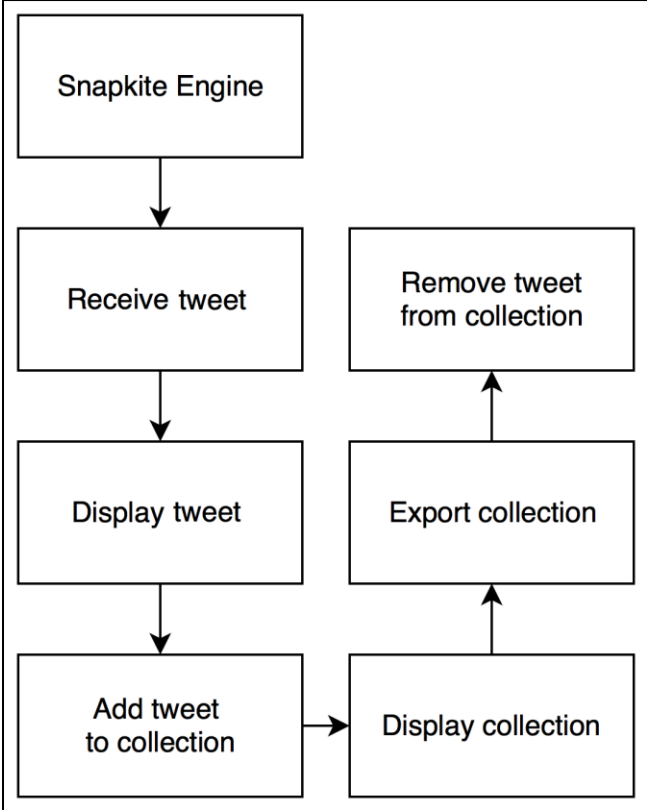 Snapkite Engine
Receive tweet
Display tweet
Add tweet
to collection
Display collection
Export collection
Remove tweet
from collection